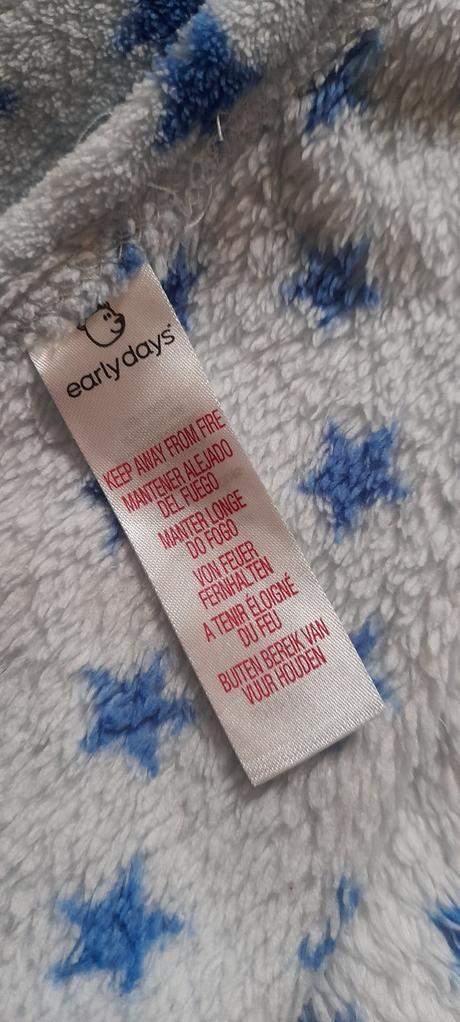 earlydays
KEEP AWAY FROM FIRE
MANTENER ALEJADO
DEL FUEGO
MANTER LONGE
DO FOGO
VON FEUER
FERNHALTEN
A TENIR ÉLOIGNÉ
DU FEU
BUITEN BEREIK VAN
VUUR HOUDEN